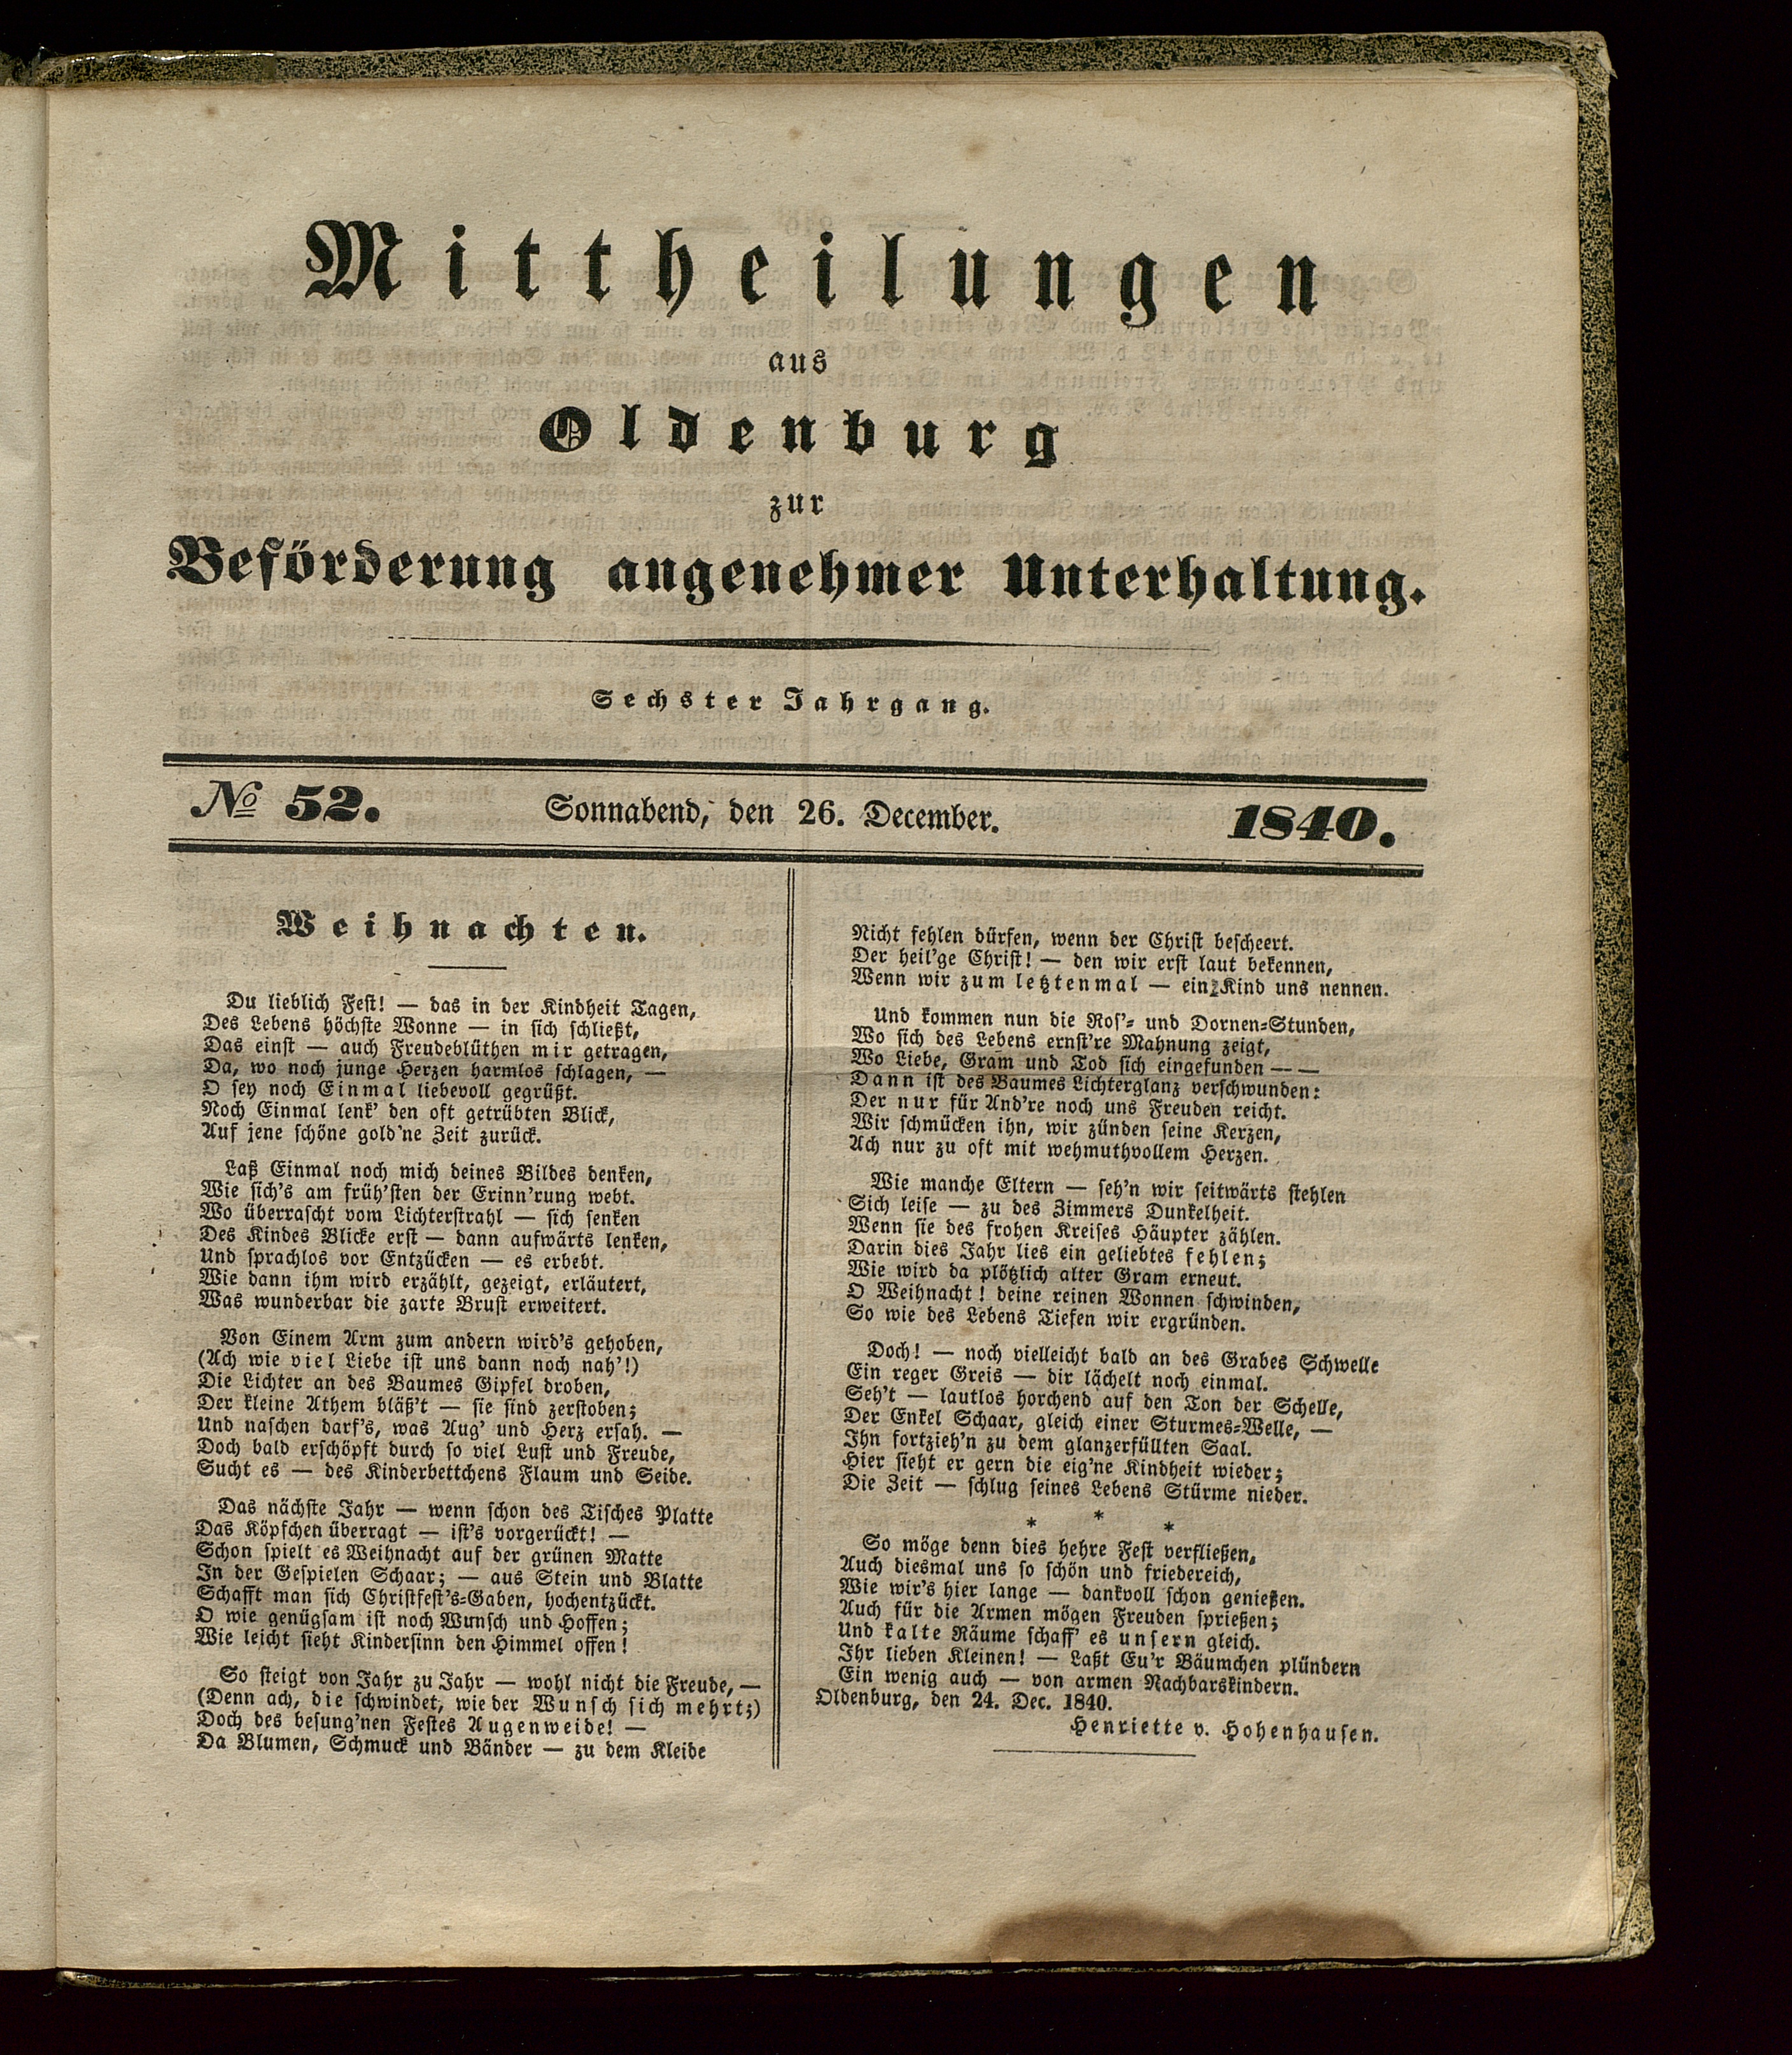 Mittheilungen
aus
Oldenburg
zur
Beförderung angenehmer Unterhaltung.
Sechster Jahrgang.
№ 52. Sonnabend, den 26. December. 1840.
Weihnachten.
Du lieblich Fest! — das in der Kindheit Tagen,
Des Lebens höchste Wonne — in sich schließt,
Das einst — auch Freudeblüthen mir getragen,
Da, wo noch junge Herzen harmlos schlagen, —
O sey noch Einmal liebevoll gegrüßt.
Noch Einmal lenk' den oft getrübten Blick,
Auf jene schöne gold'ne Zeit zurück.
Laß Einmal noch mich deines Bildes denken,
Wie sich's am früh'sten der Erinn'rung webt.
Wo überrascht vom Lichterstrahl — sich senken
Des Kindes Blicke erst — dann aufwärts lenken,
Und sprachlos vor Entzücken — es erbebt.
Wie dann ihm wird erzählt, gezeigt, erläutert,
Was wunderbar die zarte Brust erweitert.
Von Einem Arm zum andern wird's gehoben,
(Ach wie viel Liebe ist uns dann noch nah'!)
Die Lichter an des Baumes Gipfel droben,
Der kleine Athem bläß't — sie sind zerstoben;
Und naschen darf's, was Aug' und Herz ersah. —
Doch bald erschöpft durch so viel Lust und Freude,
Sucht es — des Kinderbettchens Flaum und Seide.
Das nächste Jahr — wenn schon des Tisches Platte
Das Köpfchen überragt — ist's vorgerückt! —
Schon spielt es Weihnacht auf der grünen Matte
In der Gespielen Schaar; — aus Stein und Blatte
Schafft man sich Christfest's-Gaben, hochentzückt.
O wie genügsam ist noch Wunsch und Hoffen;
Wie leicht sieht Kindersinn den Himmel offen!
So steigt von Jahr zu Jahr — wohl nicht die Freude, —
(Denn ach, die schwindet, wie der Wunsch sich mehrt;)
Doch des besung'nen Festes Augenweide! —
Da Blumen, Schmuck und Bänder — zu dem Kleide
Nicht fehlen dürfen, wenn der Christ bescheert.
Der heil'ge Christ! — den wir erst laut bekennen,
Wenn wir zum letztenmal — ein Kind uns nennen.
Und kommen nun die Ros'- und Dornen-Stunden,
Wo sich des Lebens ernst're Mahnung zeigt,
Wo Liebe, Gram und Tod sich eingefunden — —
Dann ist des Baumes Lichterglanz verschwunden:
Der nur für And're noch uns Freuden reicht.
Wir schmücken ihn, wir zünden seine Kerzen,
Ach nur zu oft mit wehmuthvollem Herzen.
Wie manche Eltern — seh'n wir seitwärts stehlen
Sich leise — zu des Zimmers Dunkelheit.
Wenn sie des frohen Kreises Häupter zählen.
Darin dies Jahr lies ein geliebtes fehlen;
Wie wird da plötzlich alter Gram erneut.
O Weihnacht! deine reinen Wonnen schwinden,
So wie des Lebens Tiefen wir ergründen.
Doch! — noch vielleicht bald an des Grabes Schwelle
Ein reger Greis — dir lächelt noch einmal.
Seh't — lautlos horchend auf den Ton der Schelle,
Der Enkel Schaar, gleich einer Sturmes-Welle, —
Ihn fortzieh'n zu dem glanzerfüllten Saal.
Hier sieht er gern die eig'ne Kindheit wieder;
Die Zeit — schlug seines Lebens Stürme nieder.
* * *
So möge denn dies hehre Fest verfließen,
Auch diesmal uns so schön und friedereich,
Wie wir's hier lange — dankvoll schon genießen.
Auch für die Armen mögen Freuden sprießen;
Und kalte Räume schaff' es unsern gleich.
Ihr lieben Kleinen! — Laßt Eu'r Bäumchen plündern
Ein wenig auch — von armen Nachbarskindern.
Oldenburg, den 24. Dec. 1840.
Henriette v. Hohenhausen.